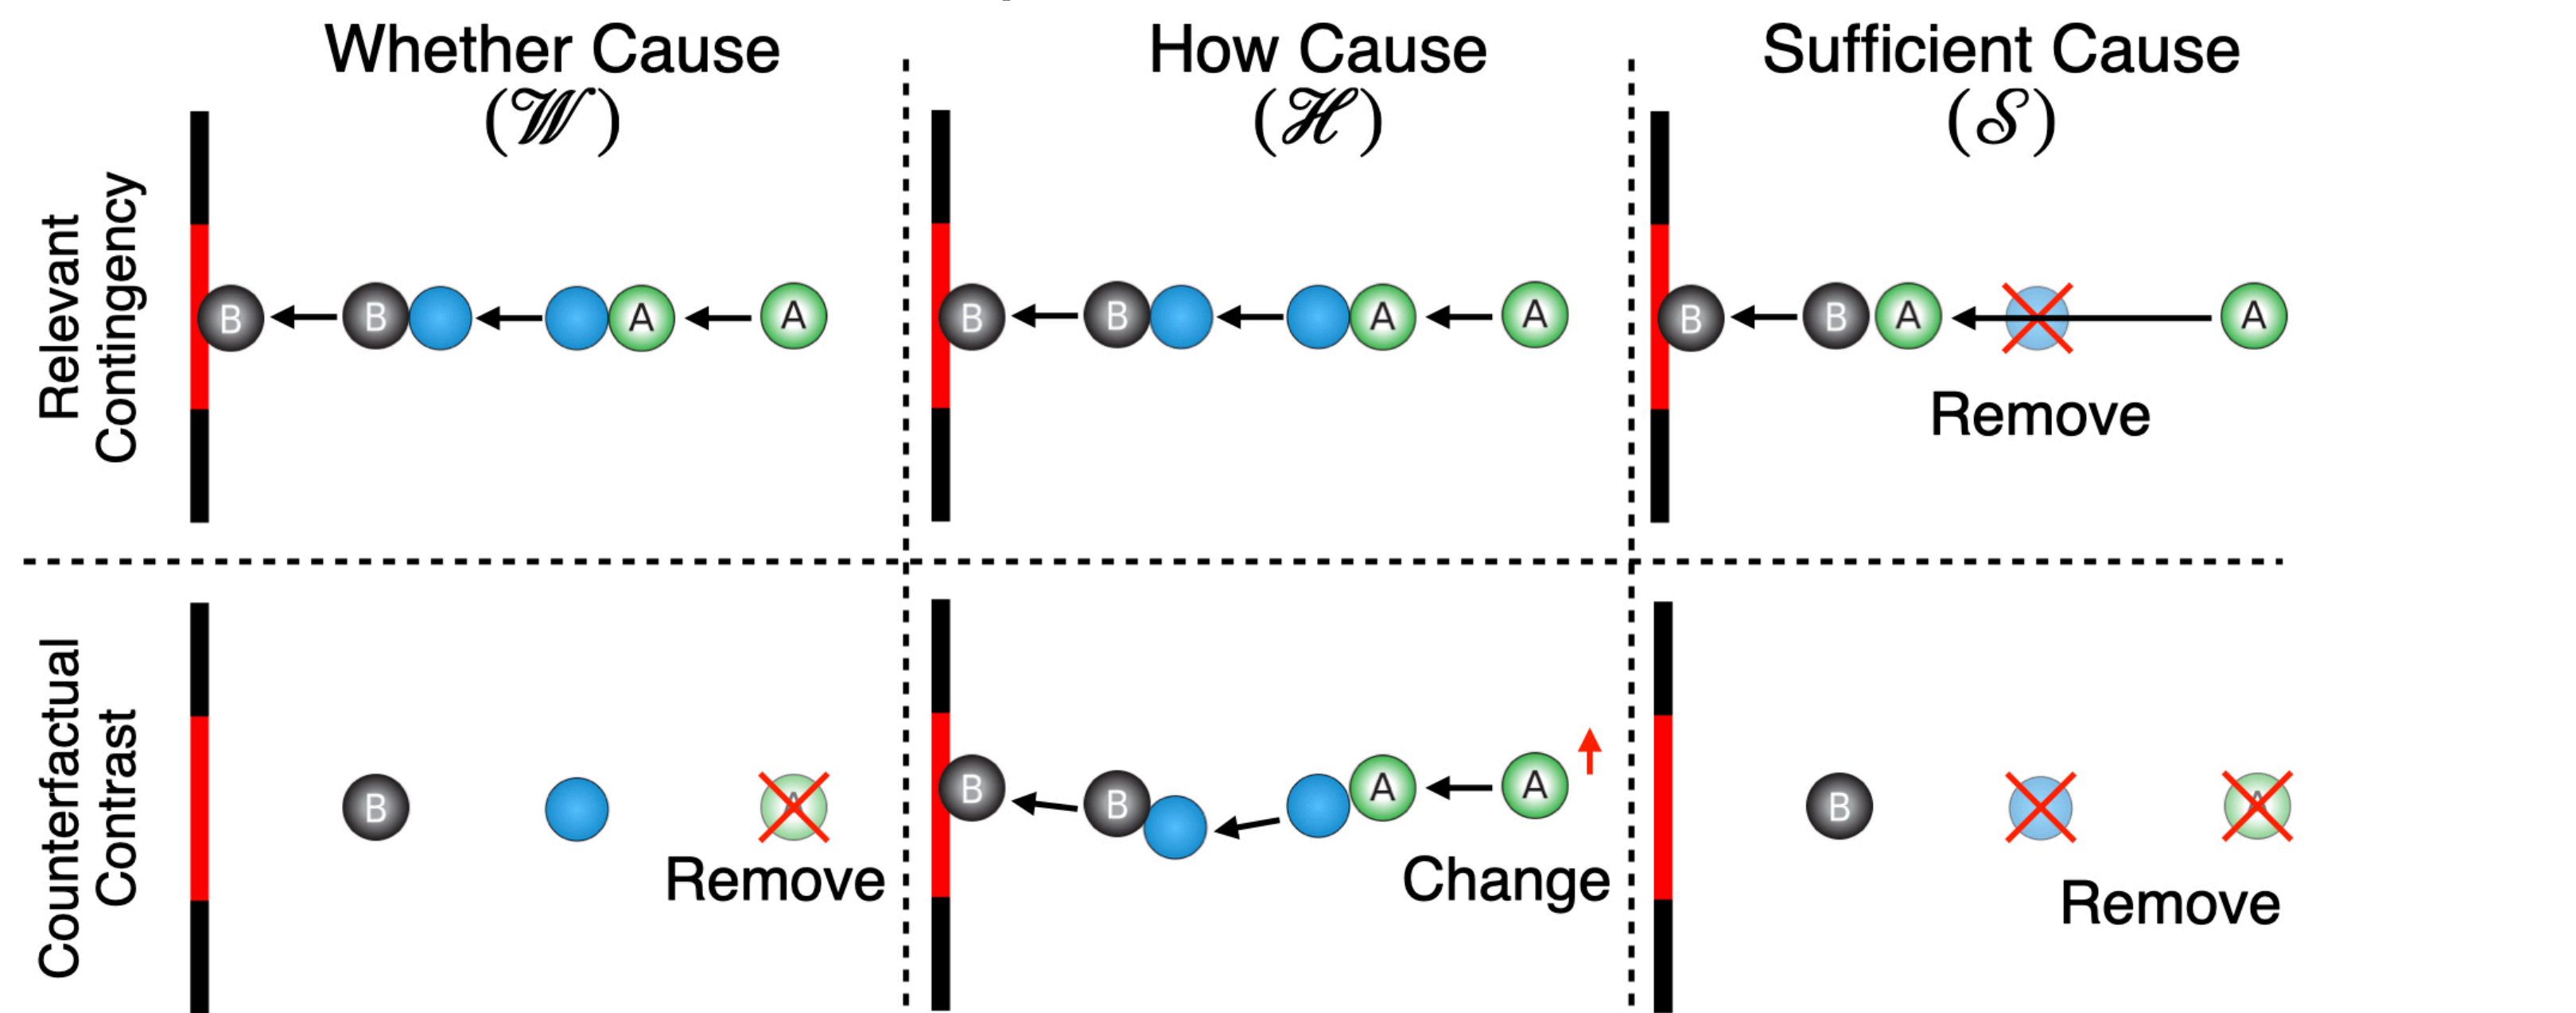 Whether Cause
(𝒲)
How Cause
(ℋ)
Sufficient Cause
(𝒮)
Relevant
Contingency
B B A A
B B A A
B B A A
Remove
Counterfactual
Contrast
B
Remove
B B A A
Change
B
Remove